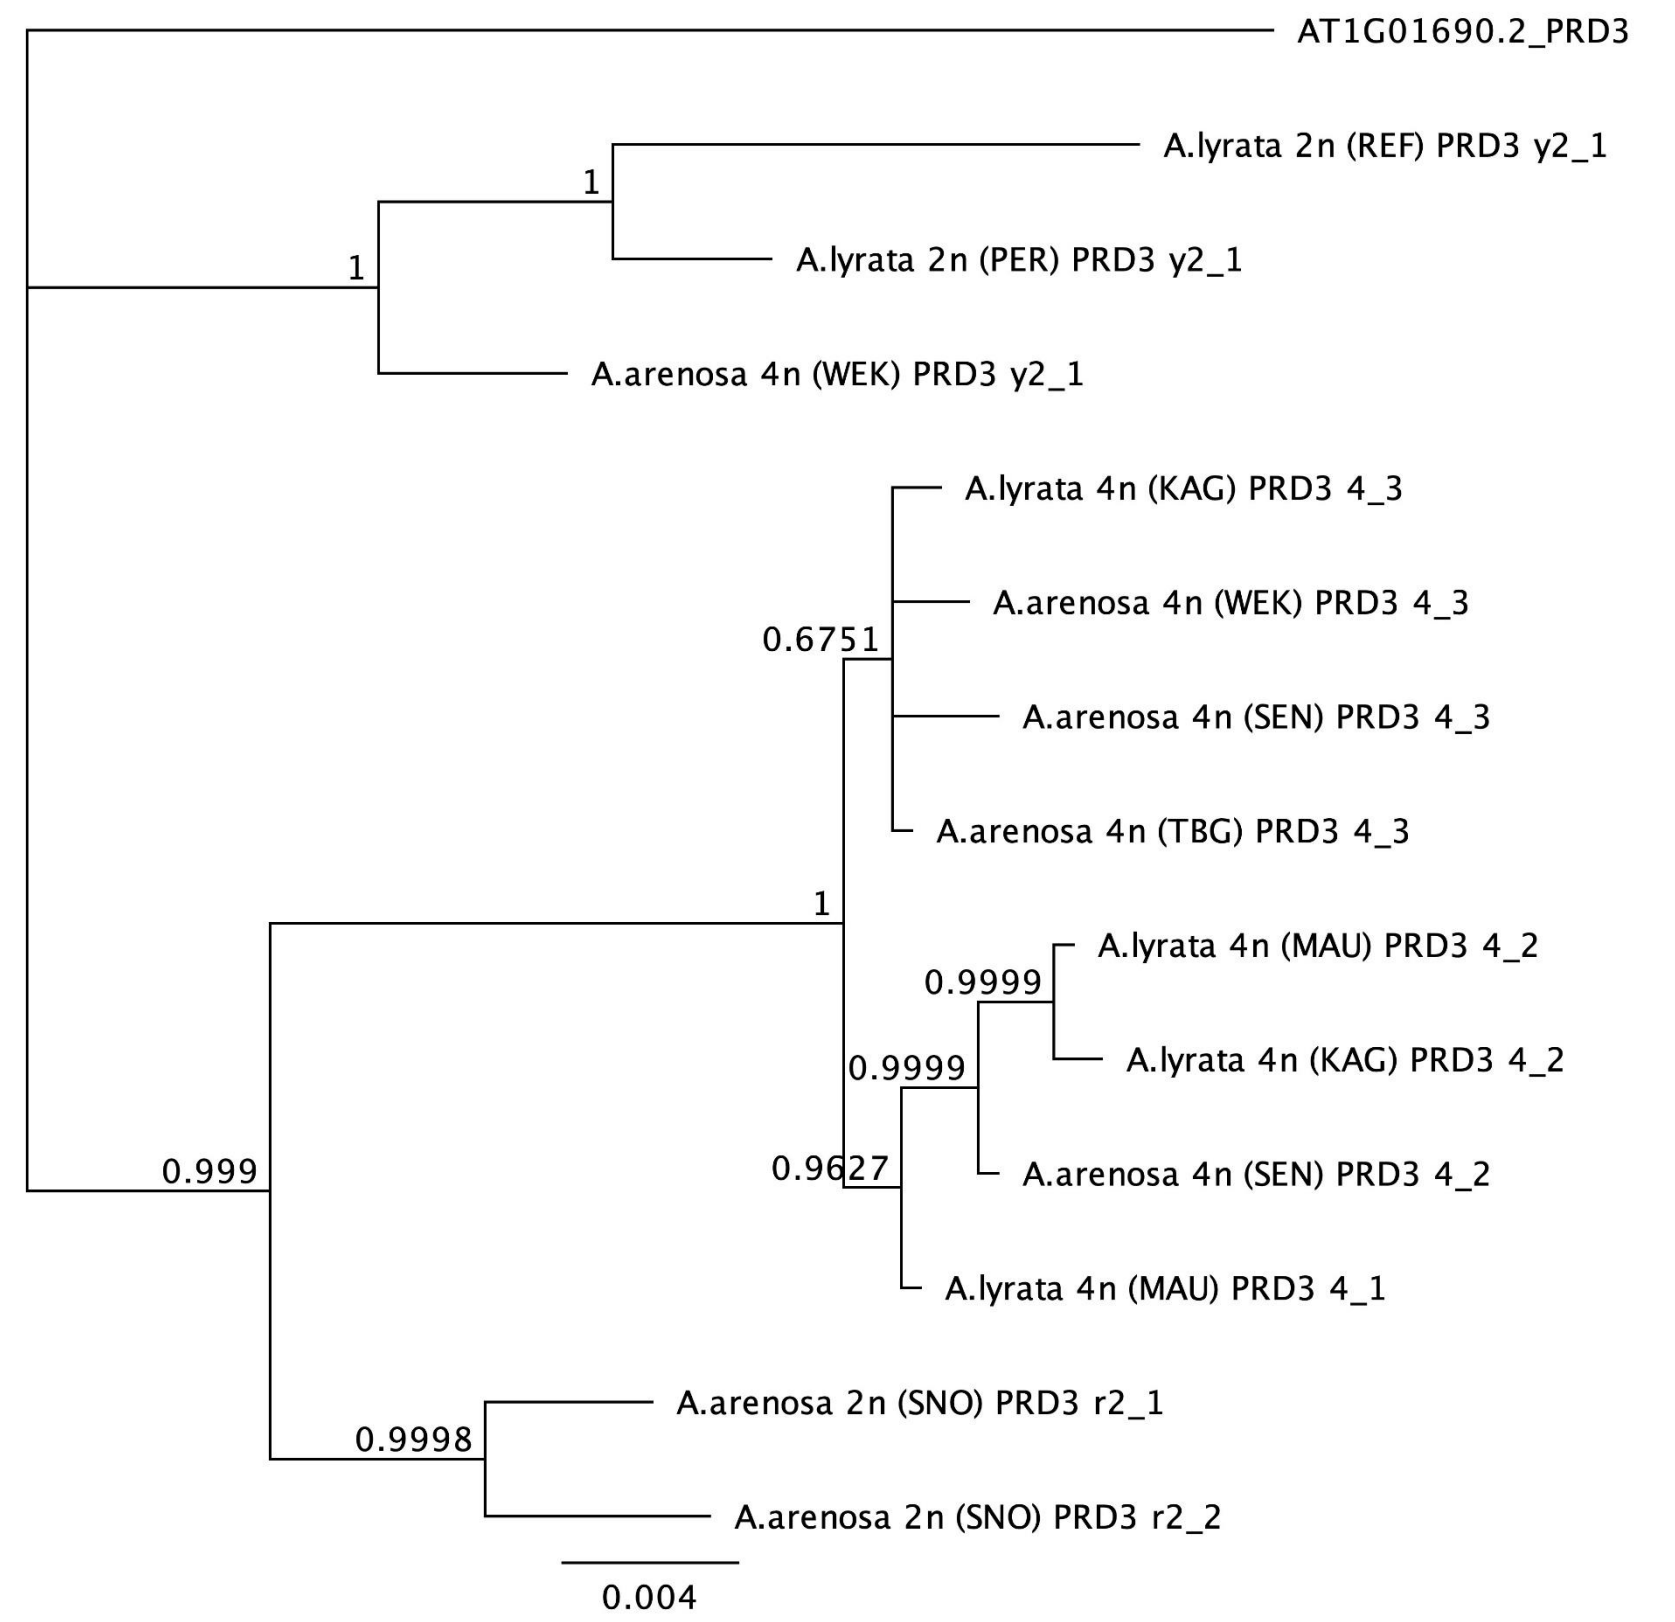 AT1G01690.2_PRD3
A.lyrata 2n (REF) PRD3 y2_1
1
A.lyrata 2n (PER) PRD3 y2_1
1
A.arenosa 4n (WEK) PRD3 y2_1
A.lyrata 4n (KAG) PRD3 4_3
A.arenosa 4n (WEK) PRD3 4_3
0.6751
A.arenosa 4n (SEN) PRD3 4_3
A.arenosa 4n (TBG) PRD3 4_3
1
A.lyrata 4n (MAU) PRD3 4_2
0.9999
A.lyrata 4n (KAG) PRD3 4_2
0.9999
0.9627
A.arenosa 4n (SEN) PRD3 4_2
0.999
A.lyrata 4n (MAU) PRD3 4_1
A.arenosa 2n (SNO) PRD3 r2_1
0.9998
A.arenosa 2n (SNO) PRD3 r2_2
0.004